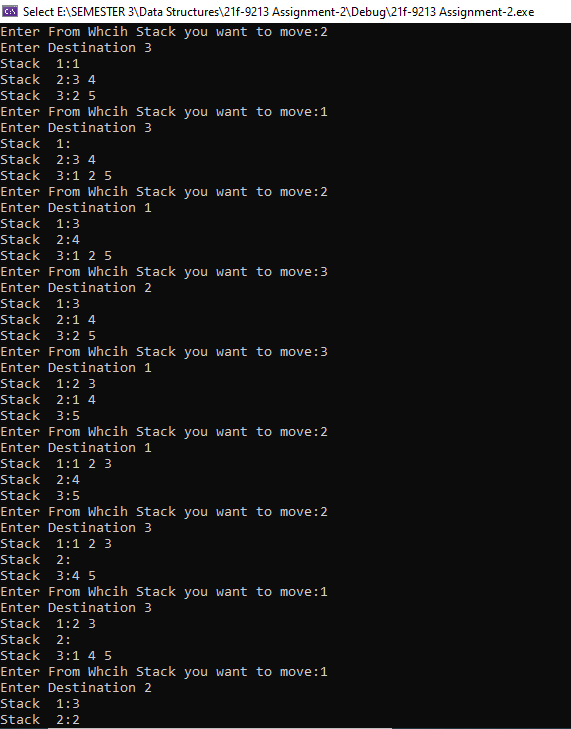 Select E:\SEMESTER 3\Data Structures\21f-9213 Assignment-2\Debug\21f-9213 Assignment-2.exe
Enter From Whcih Stack you want to move:2
Enter Destination 3
Stack  1:1
Stack  2:3 4
Stack  3:2 5
Enter From Whcih Stack you want to move:1
Enter Destination 3
Stack  1:
Stack  2:3 4
Stack  3:1 2 5
Enter From Whcih Stack you want to move:2
Enter Destination 1
Stack  1:3
Stack  2:4
Stack  3:1 2 5
Enter From Whcih Stack you want to move:3
Enter Destination 2
Stack  1:3
Stack  2:1 4
Stack  3:2 5
Enter From Whcih Stack you want to move:3
Enter Destination 1
Stack  1:2 3
Stack  2:1 4
Stack  3:5
Enter From Whcih Stack you want to move:2
Enter Destination 1
Stack  1:1 2 3
Stack  2:4
Stack  3:5
Enter From Whcih Stack you want to move:2
Enter Destination 3
Stack  1:1 2 3
Stack  2:
Stack  3:4 5
Enter From Whcih Stack you want to move:1
Enter Destination 3
Stack  1:2 3
Stack  2:
Stack  3:1 4 5
Enter From Whcih Stack you want to move:1
Enter Destination 2
Stack  1:3
Stack  2:2